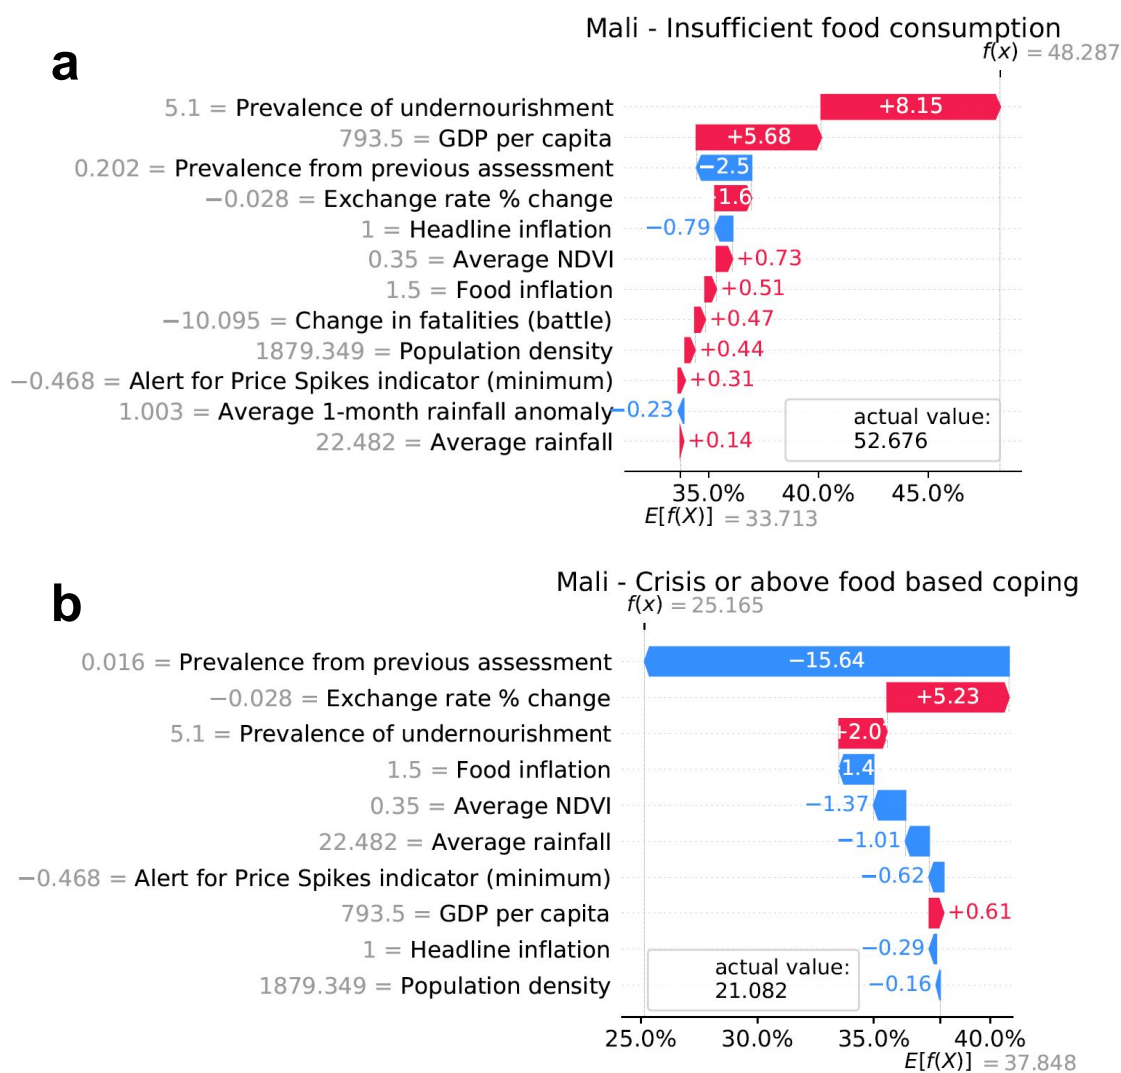 a
Mali - Insufficient food consumption
f(x) = 48.287
5.1 = Prevalence of undernourishment +8.15
793.5 = GDP per capita +5.68
0.202 = Prevalence from previous assessment −2.5
−0.028 = Exchange rate % change 1.6
1 = Headline inflation −0.79
0.35 = Average NDVI +0.73
1.5 = Food inflation +0.51
−10.095 = Change in fatalities (battle) +0.47
1879.349 = Population density +0.44
−0.468 = Alert for Price Spikes indicator (minimum) +0.31
1.003 = Average 1-month rainfall anomaly −0.23
22.482 = Average rainfall +0.14
actual value:
52.676
35.0% 40.0% 45.0%
E[f(X)] = 33.713
b
Mali - Crisis or above food based coping
f(x) = 25.165
0.016 = Prevalence from previous assessment −15.64
−0.028 = Exchange rate % change +5.23
5.1 = Prevalence of undernourishment +2.0
1.5 = Food inflation 1.4
0.35 = Average NDVI −1.37
22.482 = Average rainfall −1.01
−0.468 = Alert for Price Spikes indicator (minimum) −0.62
793.5 = GDP per capita +0.61
1 = Headline inflation −0.29
1879.349 = Population density −0.16
actual value:
21.082
25.0% 30.0% 35.0% 40.0%
E[f(X)] = 37.848